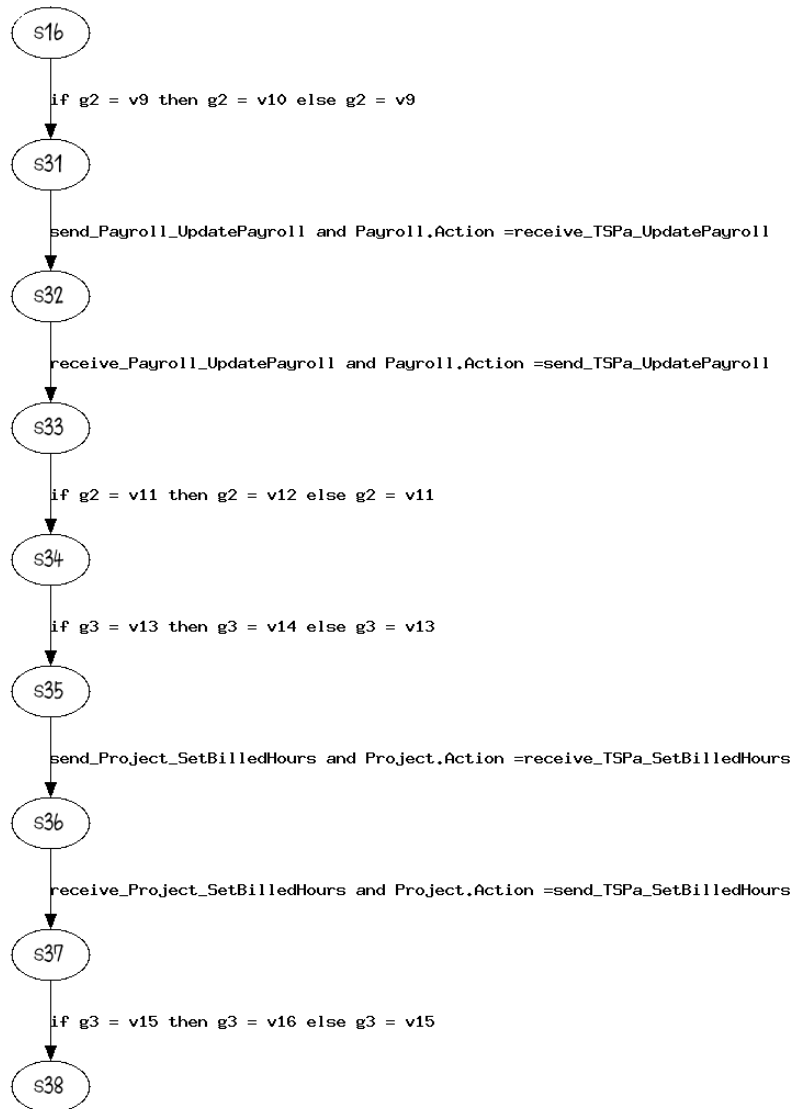 s16
if g2 = v9 then g2 = v10 else g2 = v9
s31
send_Payroll_UpdatePayroll and Payroll.Action =receive_TSPa_UpdatePayroll
s32
receive_Payroll_UpdatePayroll and Payroll.Action =send_TSPa_UpdatePayroll
s33
if g2 = v11 then g2 = v12 else g2 = v11
s34
if g3 = v13 then g3 = v14 else g3 = v13
s35
send_Project_SetBilledHours and Project.Action =receive_TSPa_SetBilledHours
s36
receive_Project_SetBilledHours and Project.Action =send_TSPa_SetBilledHours
s37
if g3 = v15 then g3 = v16 else g3 = v15
s38